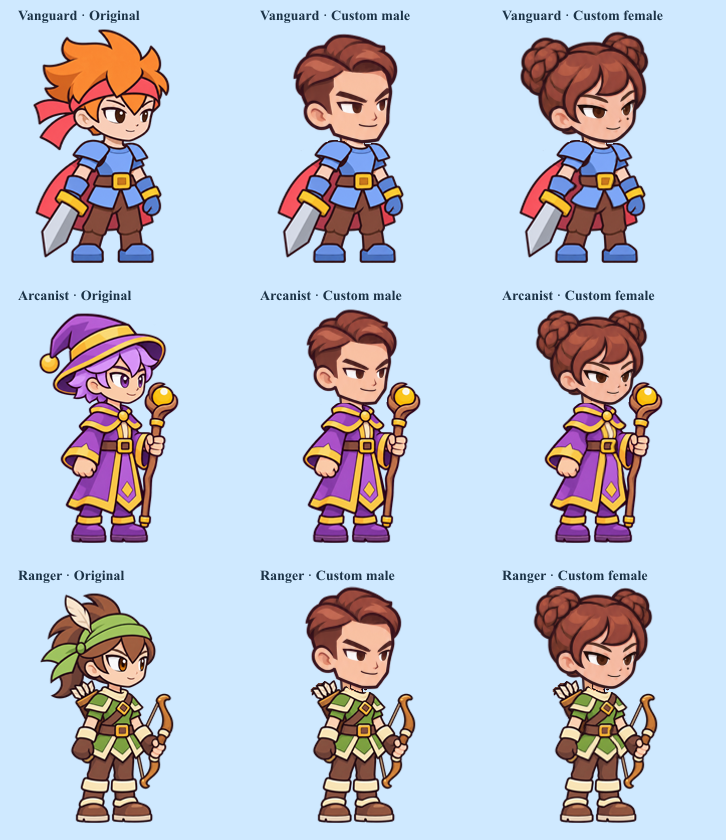 Vanguard · Original
Vanguard · Custom male
Vanguard · Custom female
Arcanist · Original
Arcanist · Custom male
Arcanist · Custom female
Ranger · Original
Ranger · Custom male
Ranger · Custom female